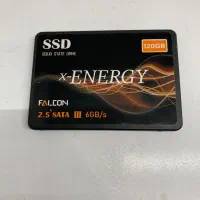 SSD
SOLID STATE DRIVE
120GB
x-ENERGY
FALCON
2.5 SATA III 6GB/s